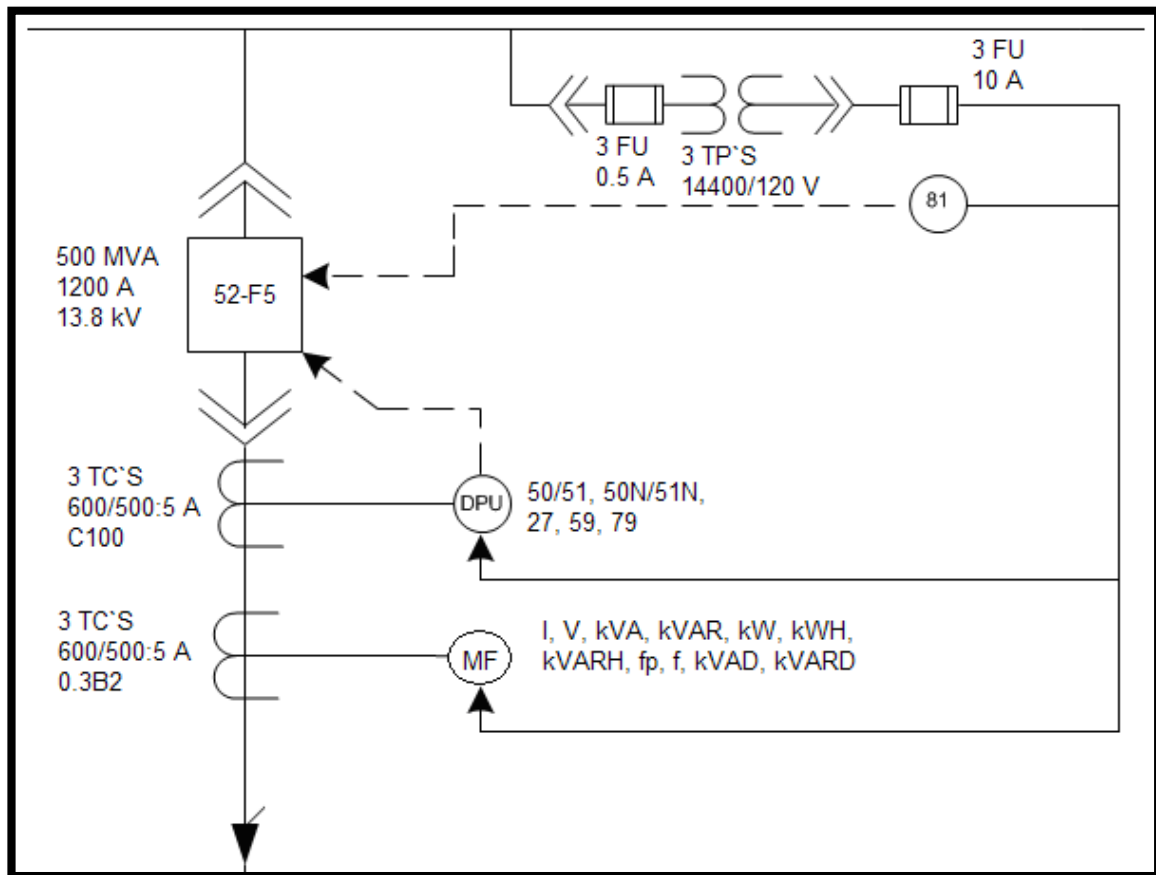 3 FU
10 A
3 FU
0.5 A
3 TP`S
14400/120 V
81
500 MVA
1200 A
13.8 kV
52-F5
3 TC`S
600/500:5 A
C100
DPU
50/51, 50N/51N,
27, 59, 79
3 TC`S
600/500:5 A
0.3B2
MF
I, V, kVA, kVAR, kW, kWH,
kVARH, fp, f, kVAD, kVARD